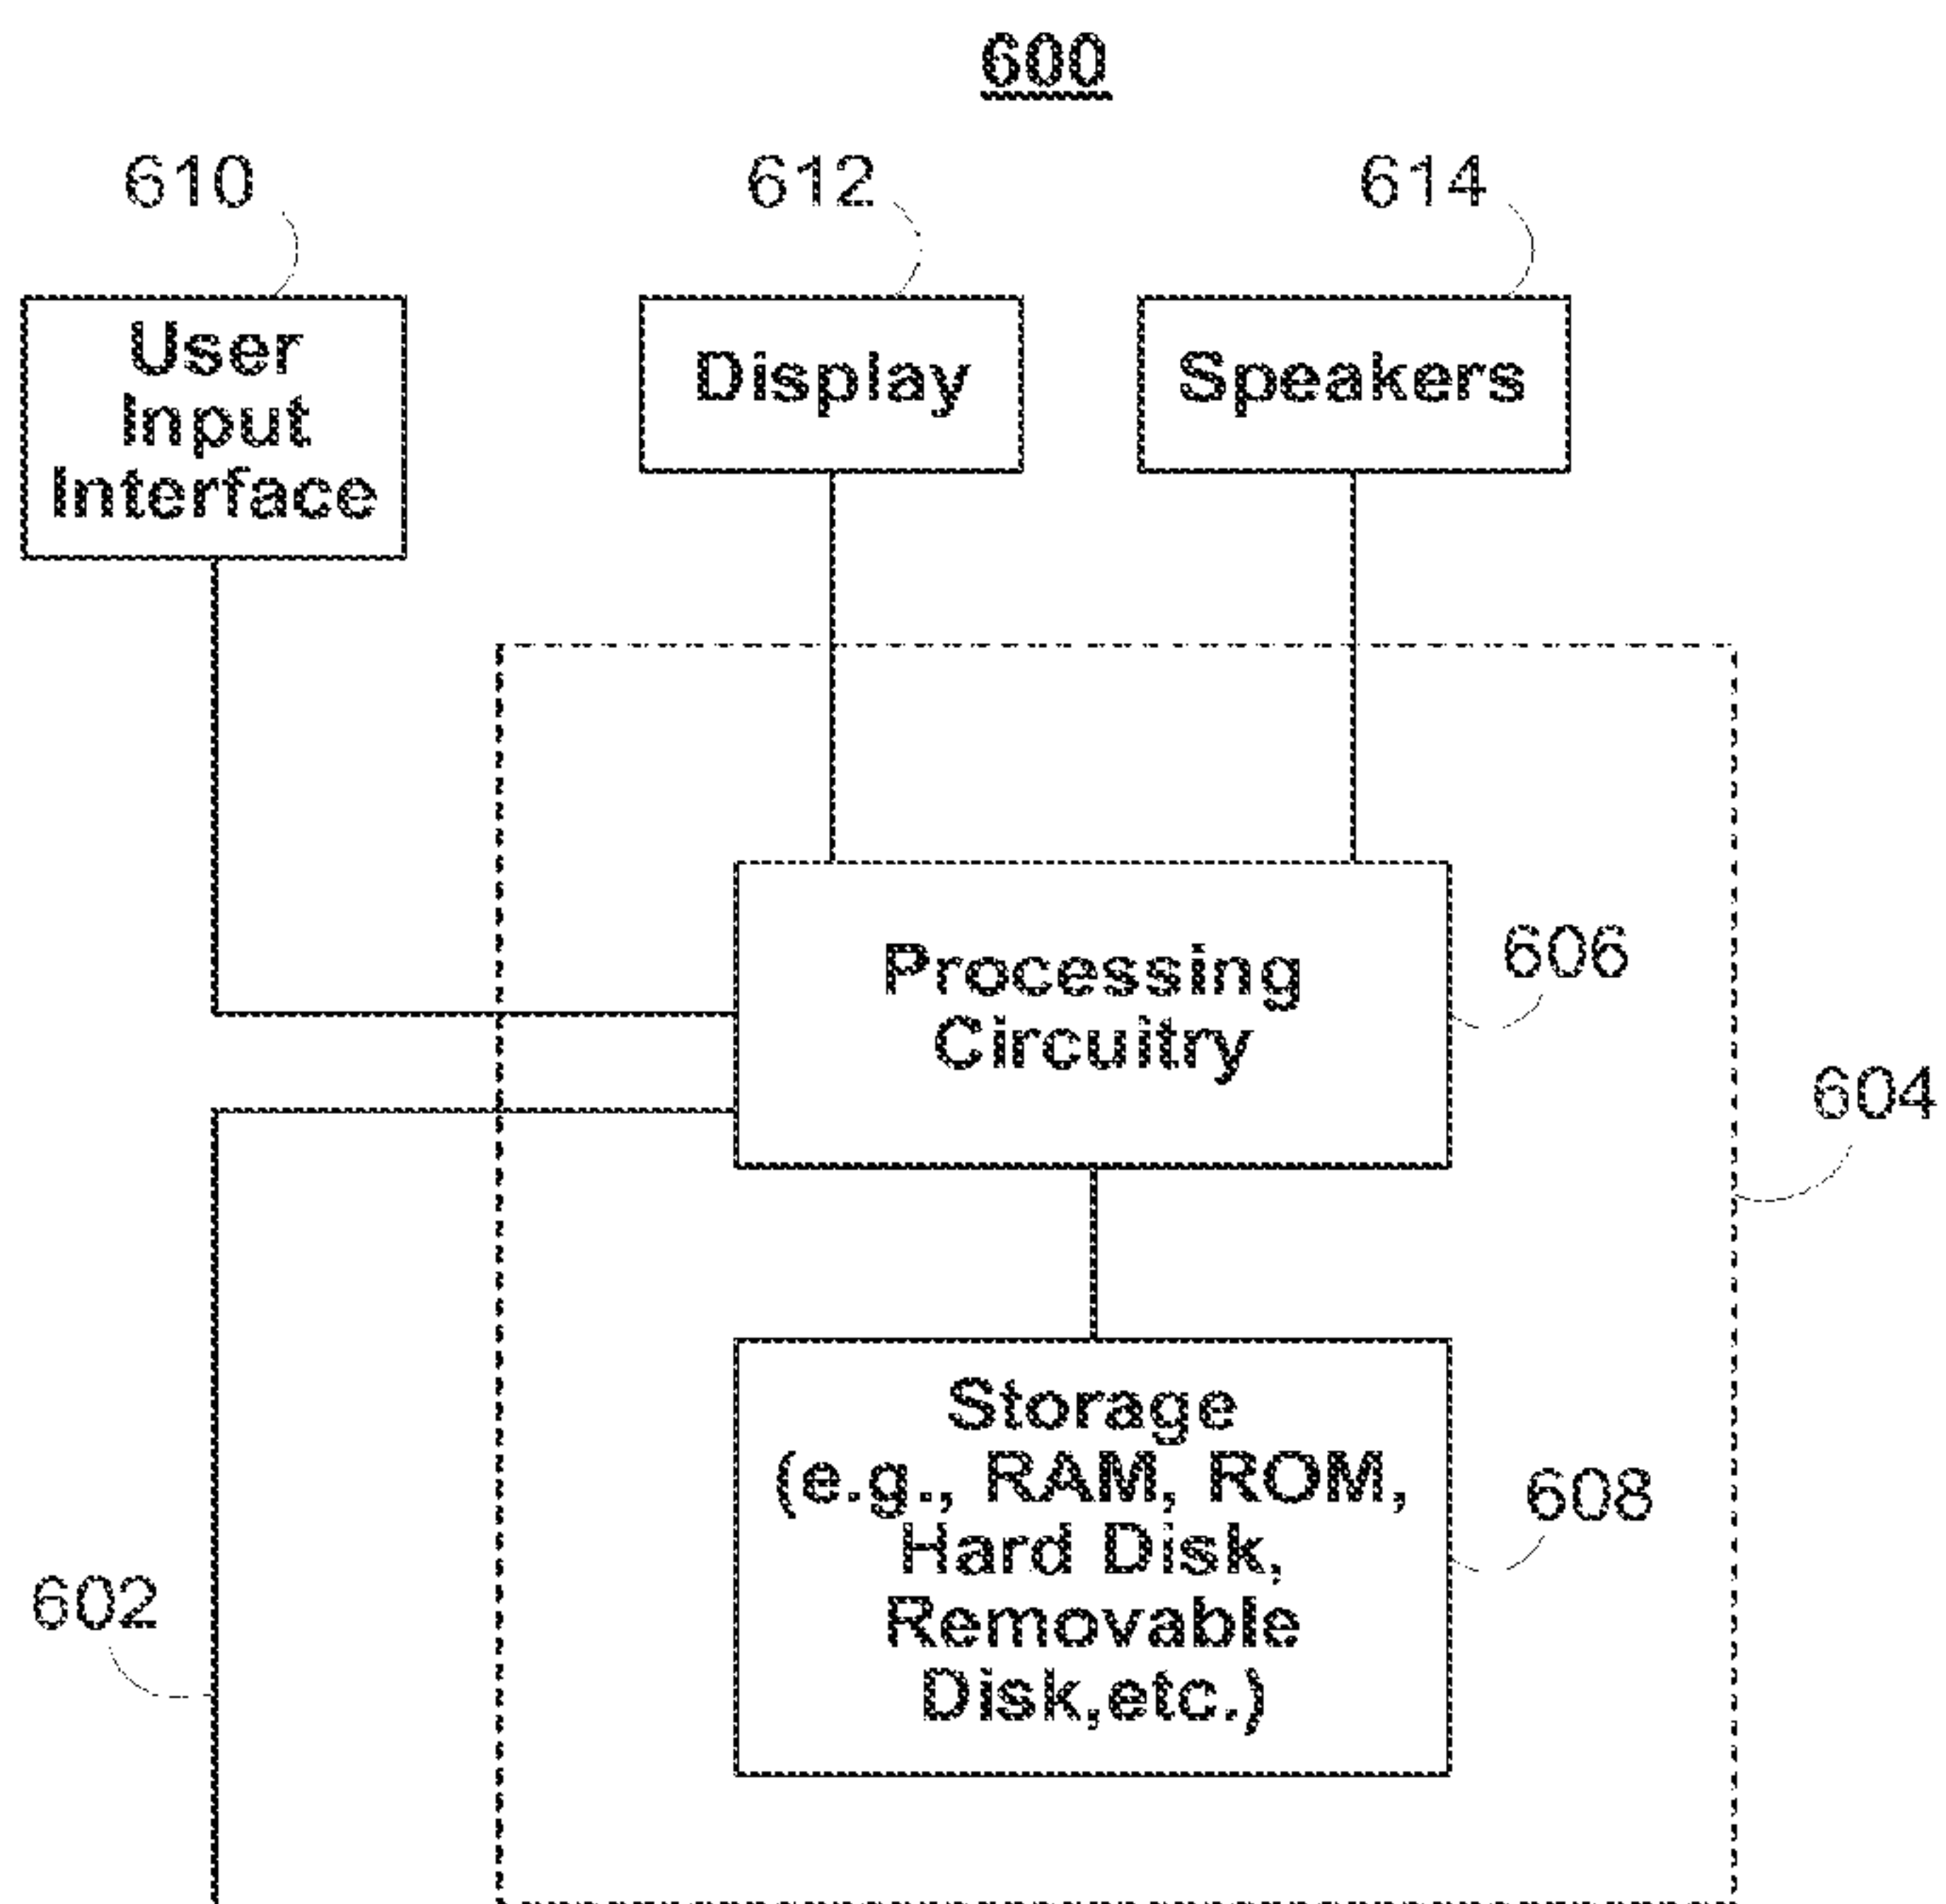 600
610
612
614
User
Input
Interface
Display
Speakers
Processing
Circuitry
606
604
Storage
(e.g., RAM, ROM,
Hard Disk,
Removable
Disk,etc.)
608
602